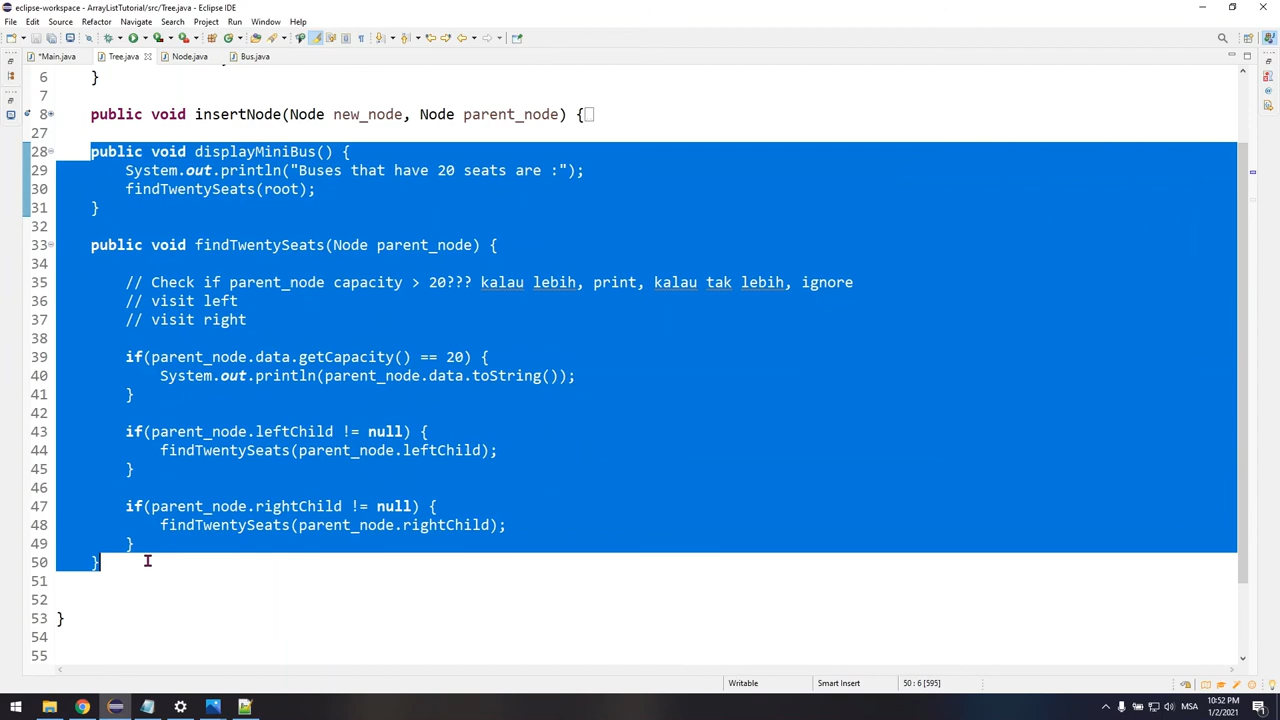 eclipse-workspace - ArrayListTutorial/src/Tree.java - Eclipse IDE
File Edit Source Refactor Navigate Search Project Run Window Help
*Main.java Tree.java Node.java Bus.java
6 }
7
8 public void insertNode(Node new_node, Node parent_node) {
27
28 public void displayMiniBus() {
29 System.out.println("Buses that have 20 seats are :");
30 findTwentySeats(root);
31 }
32
33 public void findTwentySeats(Node parent_node) {
34
35 // Check if parent_node capacity > 20??? kalau lebih, print, kalau tak lebih, ignore
36 // visit left
37 // visit right
38
39 if(parent_node.data.getCapacity() == 20) {
40 System.out.println(parent_node.data.toString());
41 }
42
43 if(parent_node.leftChild != null) {
44 findTwentySeats(parent_node.leftChild);
45 }
46
47 if(parent_node.rightChild != null) {
48 findTwentySeats(parent_node.rightChild);
49 }
50 }
51
52
53 }
54
55
Writable Smart Insert 50 : 6 [595]
MSA 10:52 PM
1/2/2021